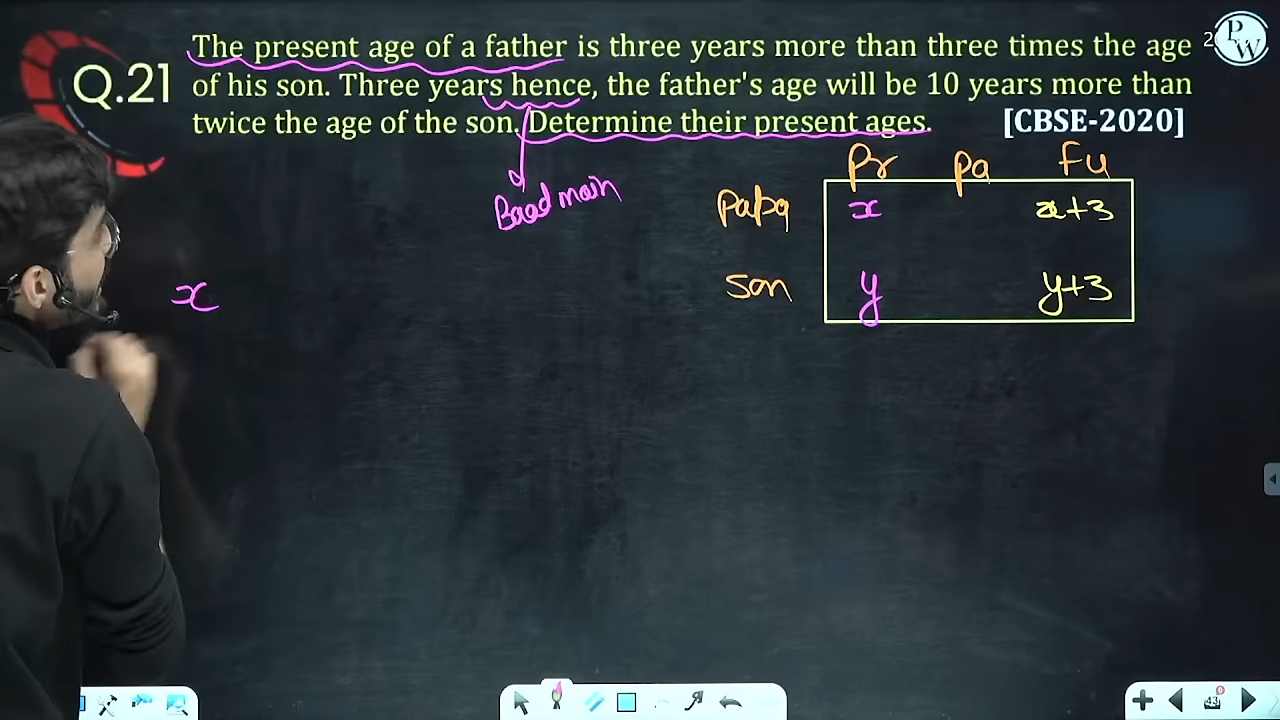 The present age of a father is three years more than three times the age
Q.21 of his son. Three years hence, the father's age will be 10 years more than
twice the age of the son. Determine their present ages. [CBSE-2020]
2
PW
Pr Pa Fu
Papa x x+3
Baad main
son y y+3
x
43